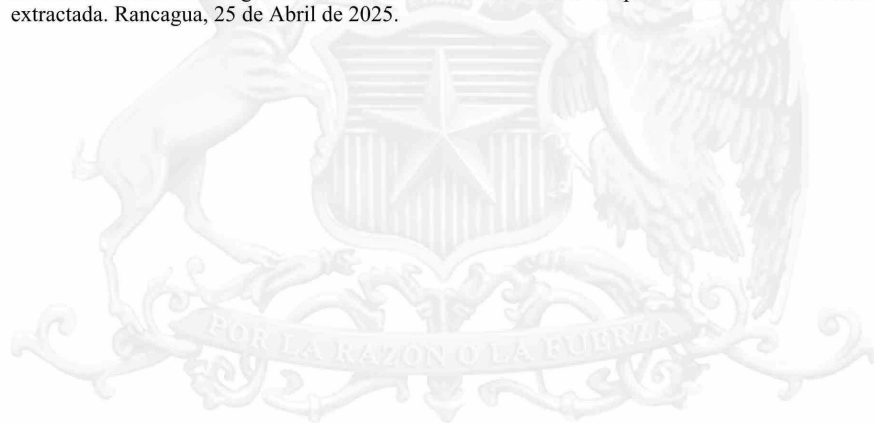 extractada. Rancagua, 25 de Abril de 2025.
POR LA RAZON O LA FUERZA